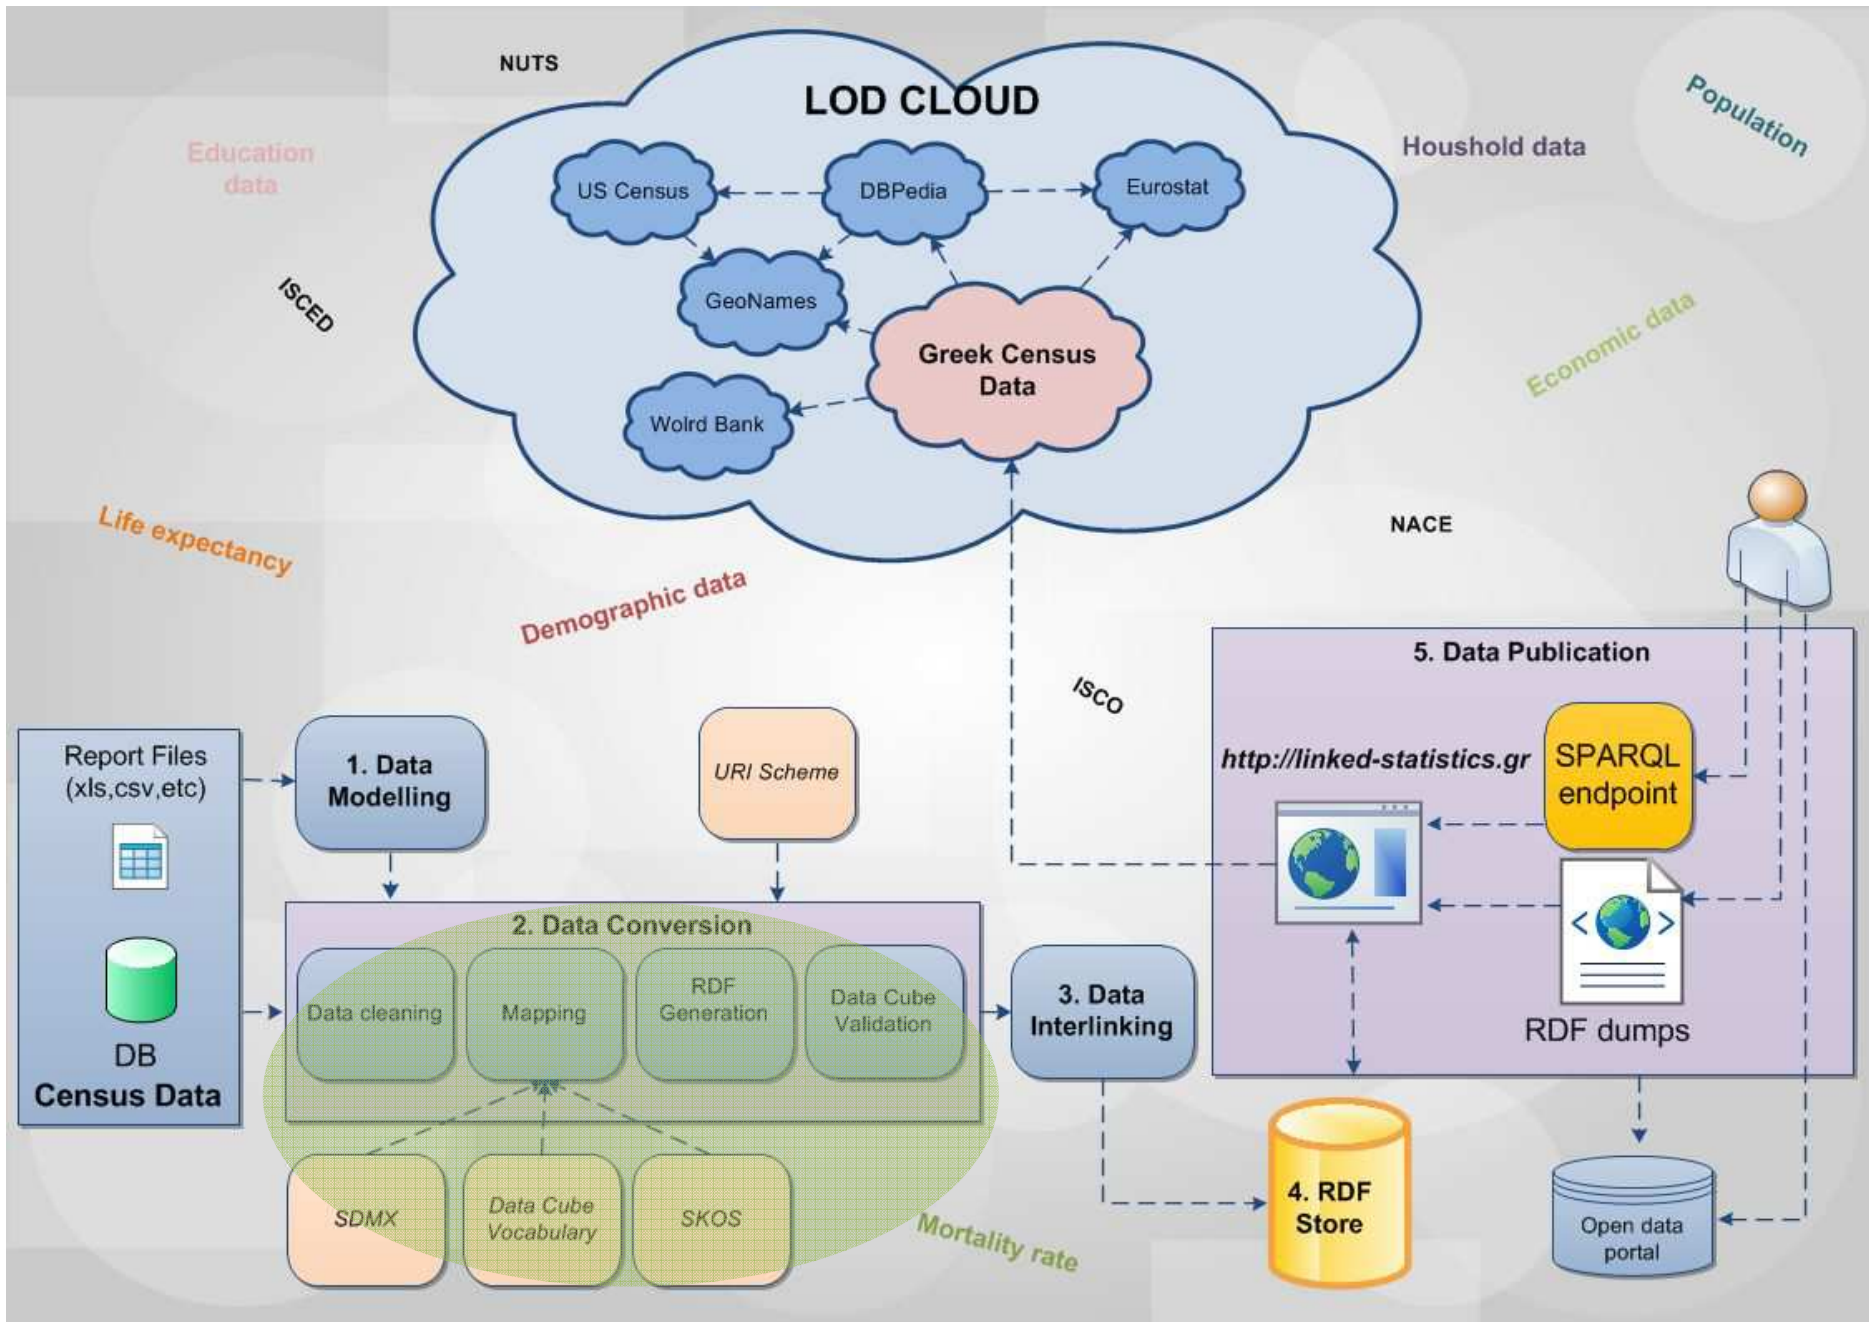 NUTS
LOD CLOUD
Population
Education
data
Houshold data
US Census
DBPedia
Eurostat
ISCED
GeoNames
Economic data
Greek Census
Data
Wolrd Bank
Life expectancy
NACE
Demographic data
ISCO
5. Data Publication
Report Files
(xls,csv,etc)
1. Data
Modelling
URI Scheme
http://linked-statistics.gr
SPARQL
endpoint
2. Data Conversion
Data cleaning
Mapping
RDF
Generation
Data Cube
Validation
3. Data
Interlinking
< >
RDF dumps
DB
Census Data
SDMX
Data Cube
Vocabulary
SKOS
Mortality rate
4. RDF
Store
Open data
portal